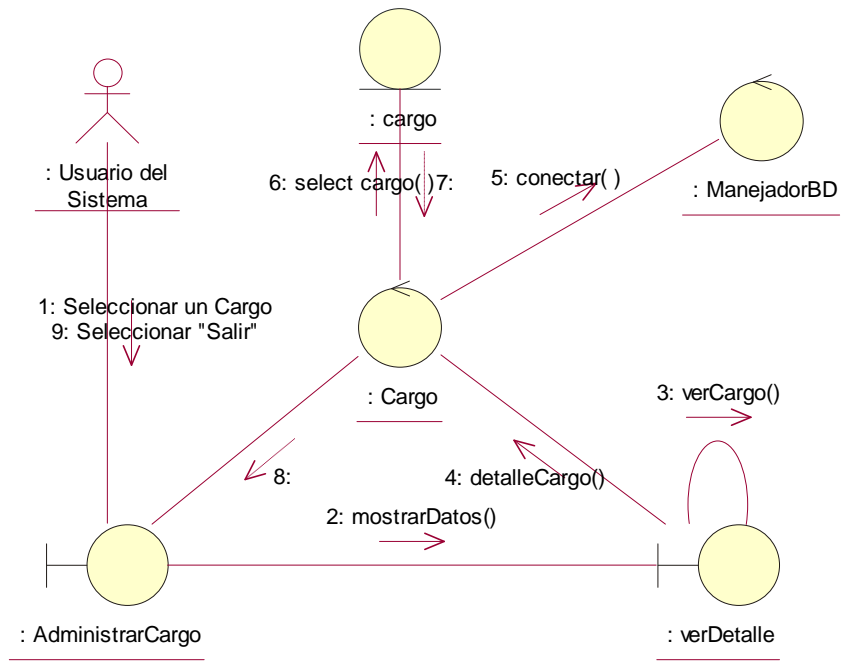 : cargo
: Usuario del
Sistema
6: select cargo( )
7:
5: conectar( )
: ManejadorBD
1: Seleccionar un Cargo
9: Seleccionar "Salir"
: Cargo
3: verCargo()
8:
4: detalleCargo()
2: mostrarDatos()
: AdministrarCargo
: verDetalle